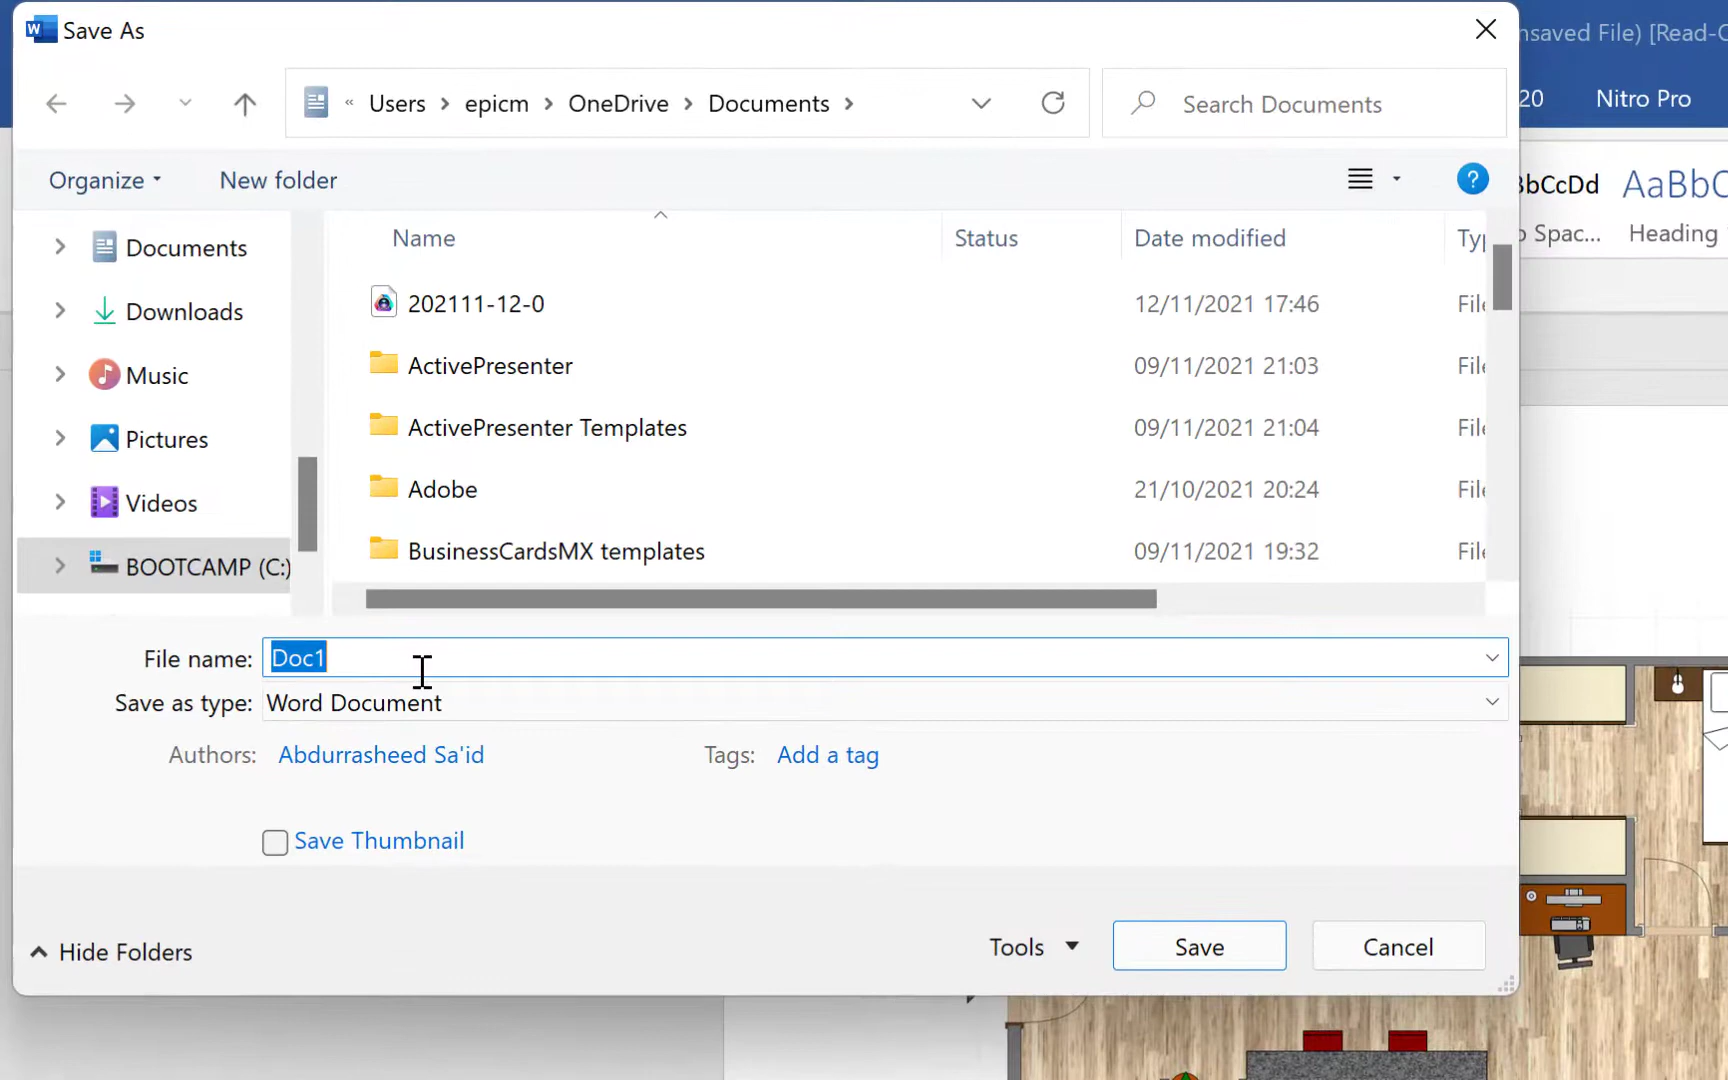 Save As
nsaved File) [Read-O
« Users > epicm > OneDrive > Documents >
Search Documents
20 Nitro Pro
Organize
New folder
?
bCcDd AaBbC
Spac... Heading
Documents
Downloads
Music
Pictures
Videos
BOOTCAMP (C:)
Name Status Date modified Typ
202111-12-0 12/11/2021 17:46 File
ActivePresenter 09/11/2021 21:03 File
ActivePresenter Templates 09/11/2021 21:04 File
Adobe 21/10/2021 20:24 File
BusinessCardsMX templates 09/11/2021 19:32 File
File name: Doc1
Save as type: Word Document
Authors: Abdurrasheed Sa'id Tags: Add a tag
Save Thumbnail
Hide Folders
Tools Save Cancel